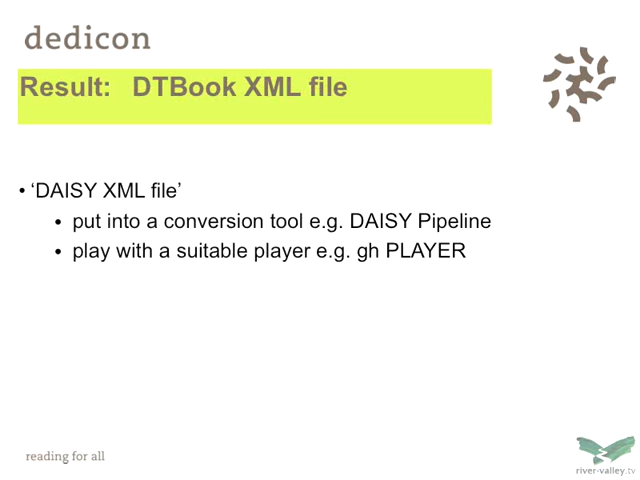 dedicon
Result: DTBook XML file
• ‘DAISY XML file’
• put into a conversion tool e.g. DAISY Pipeline
• play with a suitable player e.g. gh PLAYER
reading for all
river-valley.tv